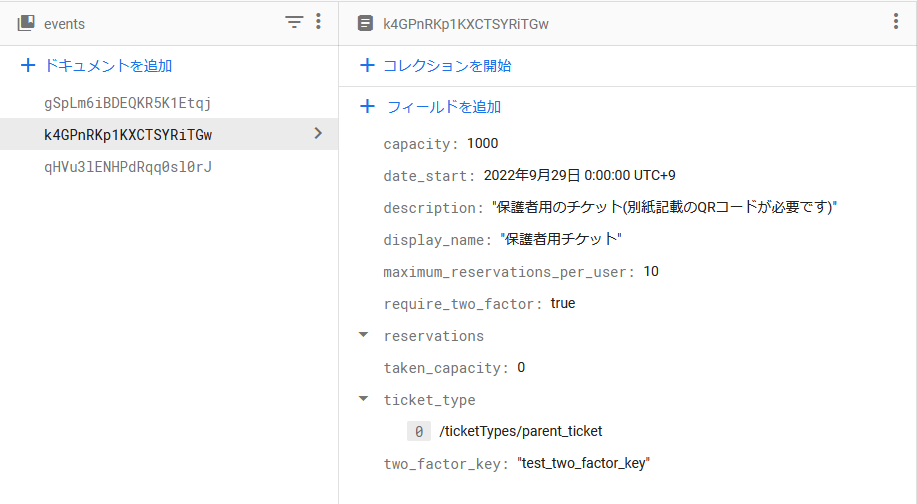 events
ドキュメントを追加
gSpLm6iBDEQKR5K1Etqj
k4GPnRKp1KXCTSYRiTGw
qHVu3lENHPdRqq0sl0rJ
k4GPnRKp1KXCTSYRiTGw
コレクションを開始
フィールドを追加
capacity: 1000
date_start: 2022年9月29日 0:00:00 UTC+9
description: "保護者用のチケット(別紙記載のQRコードが必要です)"
display_name: "保護者用チケット"
maximum_reservations_per_user: 10
require_two_factor: true
reservations
taken_capacity: 0
ticket_type
0 /ticketTypes/parent_ticket
two_factor_key: "test_two_factor_key"